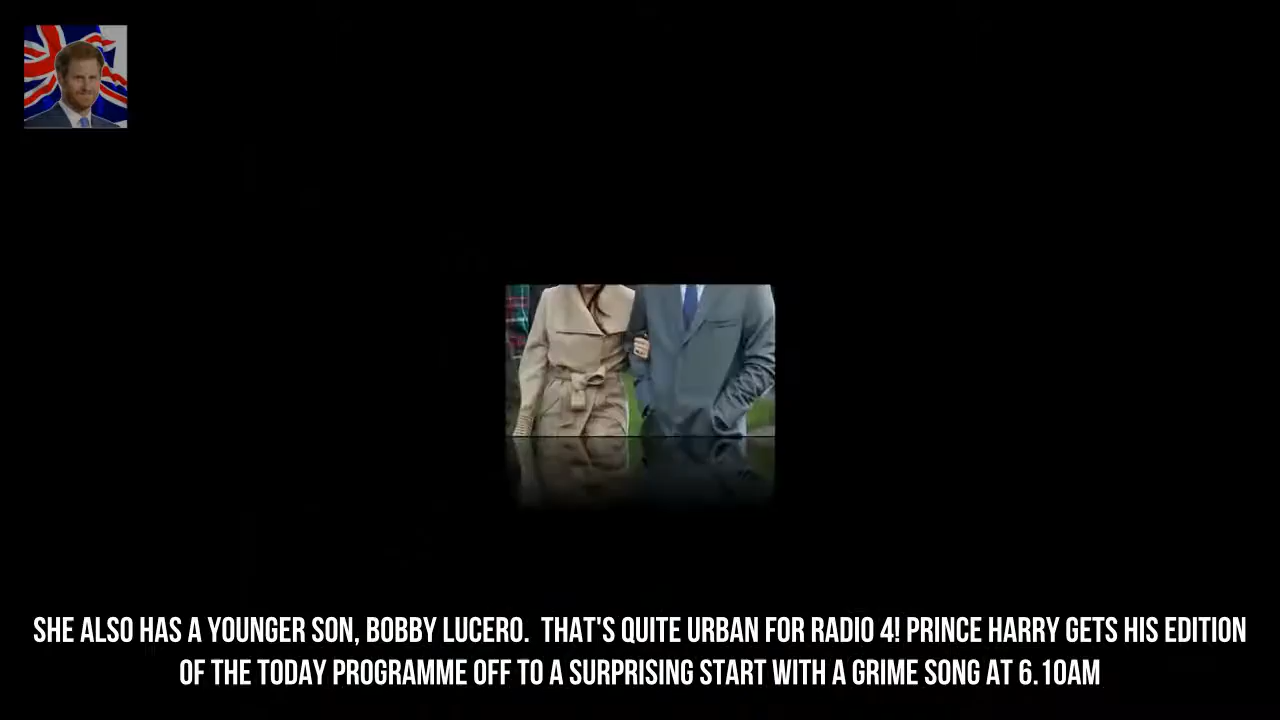 SHE ALSO HAS A YOUNGER SON, BOBBY LUCERO.  THAT'S QUITE URBAN FOR RADIO 4! PRINCE HARRY GETS HIS EDITION
OF THE TODAY PROGRAMME OFF TO A SURPRISING START WITH A GRIME SONG AT 6.10AM